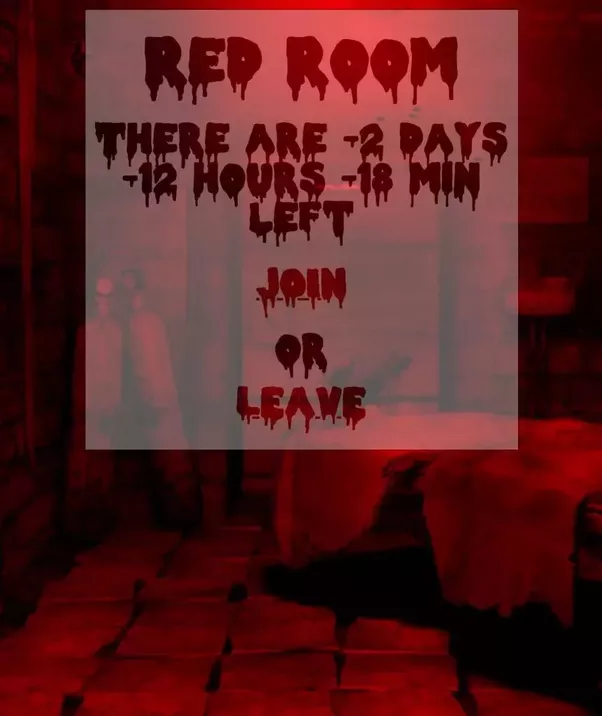 RED ROOM
THERE ARE -2 DAYS
-12 HOURS -18 MIN
LEFT
JOIN
OR
LEAVE